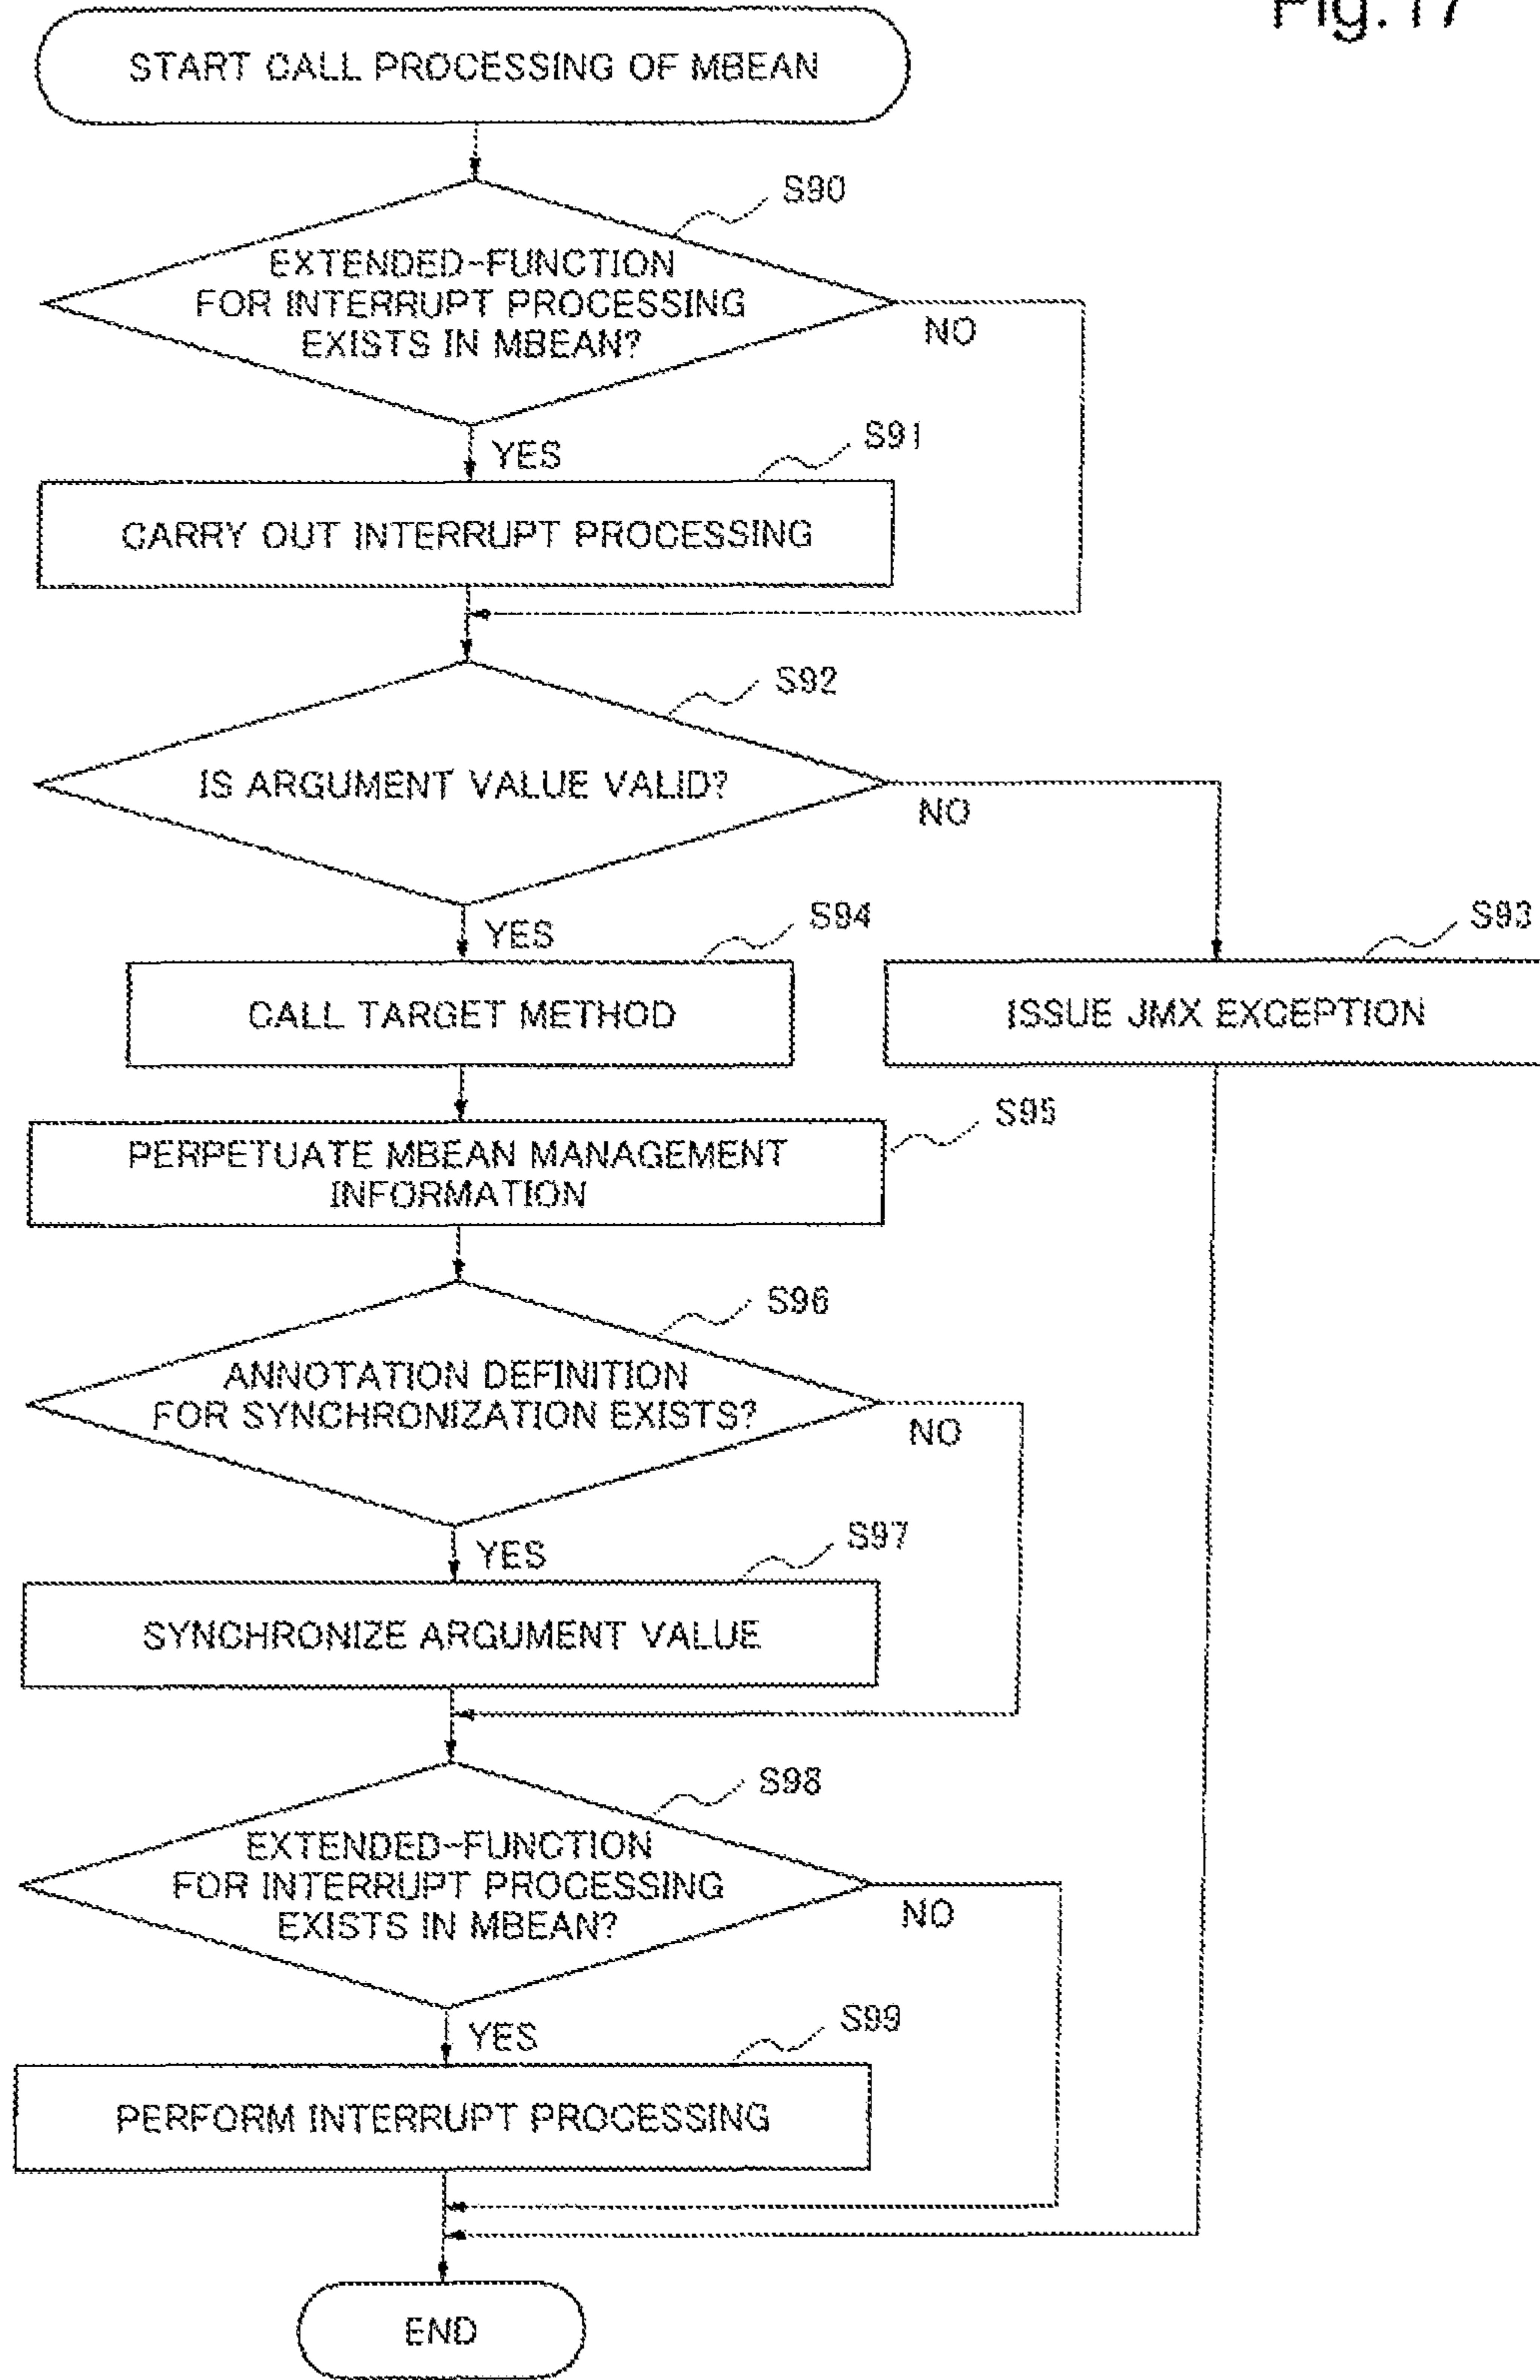 Fig. 17
START CALL PROCESSING OF MBEAN
S90
EXTENDED-FUNCTION
FOR INTERRUPT PROCESSING
EXISTS IN MBEAN?
NO
YES
S91
CARRY OUT INTERRUPT PROCESSING
S92
IS ARGUMENT VALUE VALID?
NO
YES
S94
S93
CALL TARGET METHOD
ISSUE JMX EXCEPTION
S95
PERPETUATE MBEAN MANAGEMENT
INFORMATION
S96
ANNOTATION DEFINITION
FOR SYNCHRONIZATION EXISTS?
NO
YES
S97
SYNCHRONIZE ARGUMENT VALUE
S98
EXTENDED-FUNCTION
FOR INTERRUPT PROCESSING
EXISTS IN MBEAN?
NO
YES
S99
PERFORM INTERRUPT PROCESSING
END